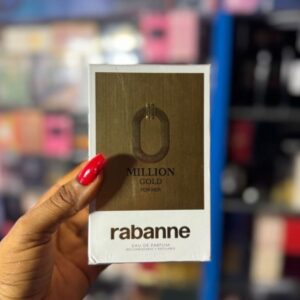 MILLION
GOLD
FOR HER
rabanne
EAU DE PARFUM